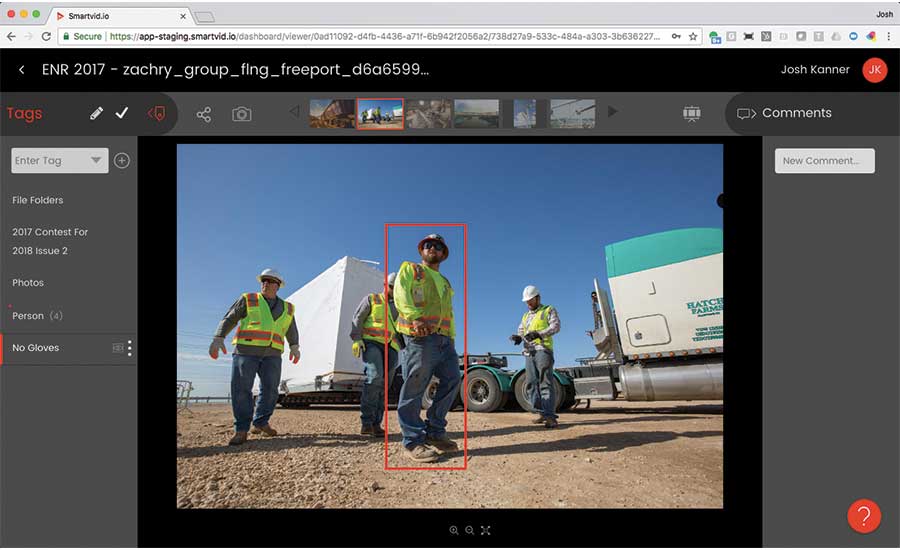 Smartvid.io
Josh
Secure
https://app-staging.smartvid.io/dashboard/viewer/0ad11092-d4fb-4436-a71f-6b942f2056a2/738d27a9-533c-484a-a303-3b636227...
ENR 2017 - zachry_group_flng_freeport_d6a6599...
Josh Kanner
JK
Tags
Comments
Enter Tag
New Comment...
File Folders
2017 Contest For
2018 Issue 2
Photos
Person (4)
No Gloves
HATCH
FARMS
?